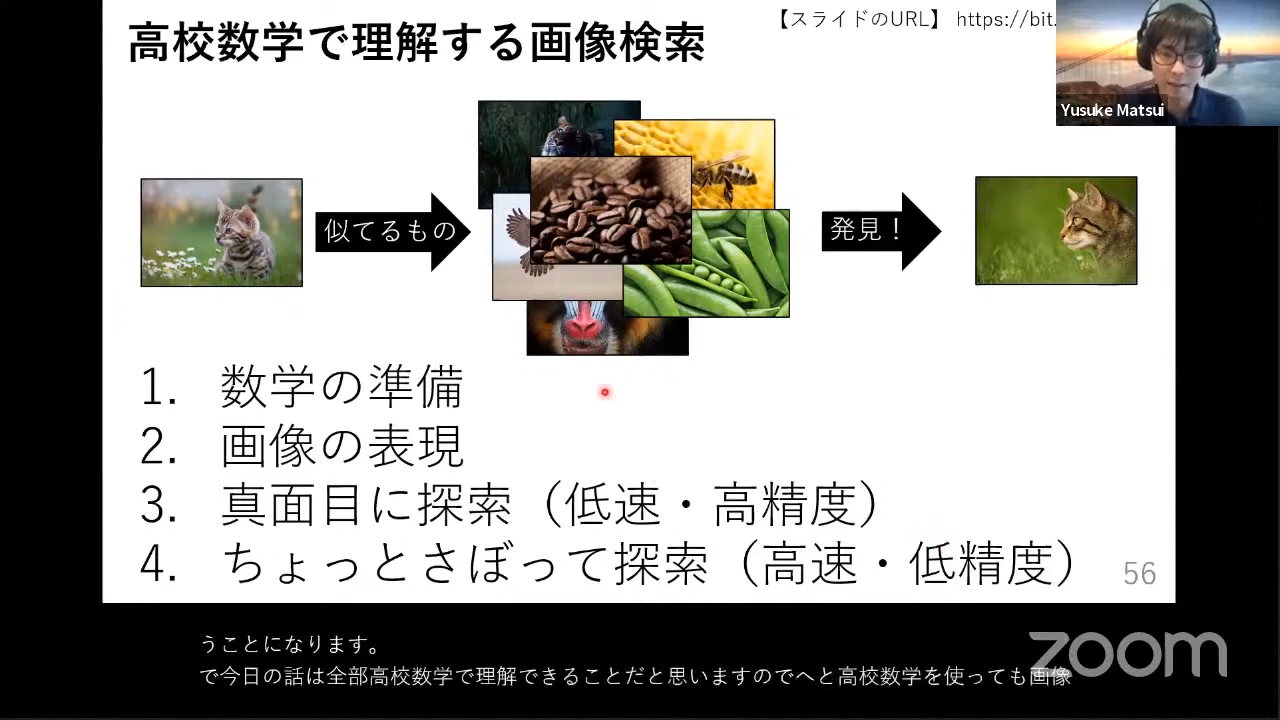 高校数学で理解する画像検索
【スライドのURL】 https://bit.
Yusuke Matsui
似てるもの
発見！
1. 数学の準備
2. 画像の表現
3. 真面目に探索（低速・高精度）
4. ちょっとさぼって探索（高速・低精度）
56
うことになります。
で今日の話は全部高校数学で理解できることだと思いますのでへと高校数学を使っても画像
zoom